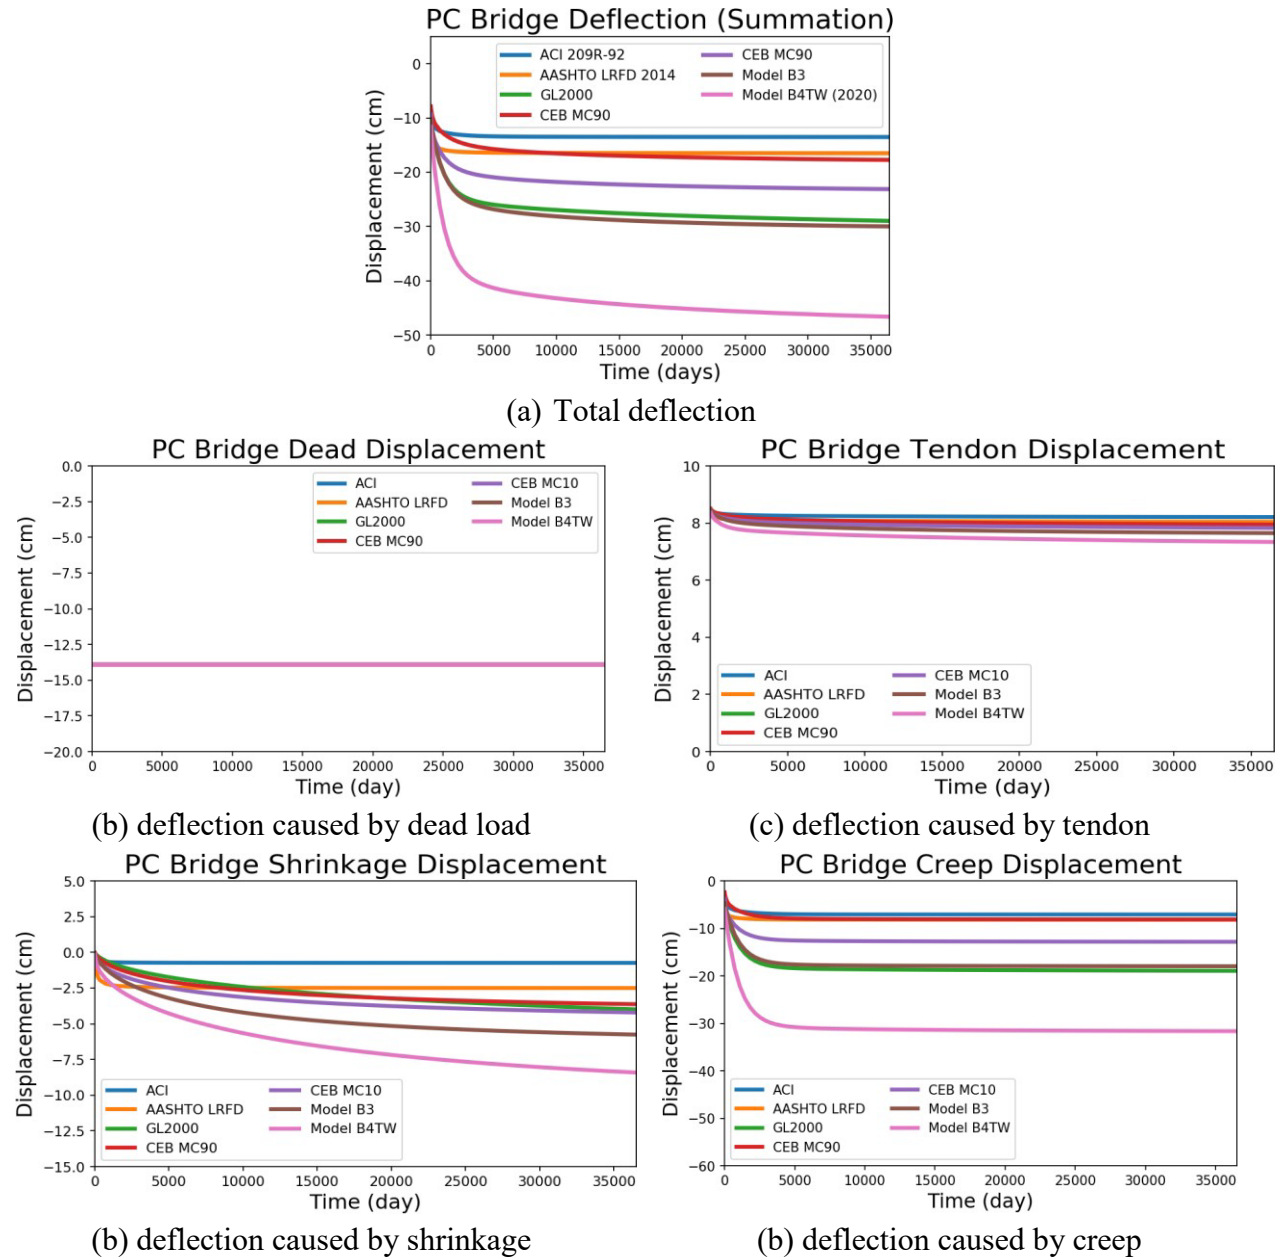 PC Bridge Deflection (Summation)
ACI 209R-92
AASHTO LRFD 2014
GL2000
CEB MC90
CEB MC90
Model B3
Model B4TW (2020)
Displacement (cm)
0
−10
−20
−30
−40
−50
0 5000 10000 15000 20000 25000 30000 35000
Time (days)
(a) Total deflection
PC Bridge Dead Displacement
ACI
AASHTO LRFD
GL2000
CEB MC90
CEB MC10
Model B3
Model B4TW
Displacement (cm)
0.0
−2.5
−5.0
−7.5
−10.0
−12.5
−15.0
−17.5
−20.0
0 5000 10000 15000 20000 25000 30000 35000
Time (day)
(b) deflection caused by dead load
PC Bridge Tendon Displacement
Displacement (cm)
10
8
6
4
2
0
ACI
AASHTO LRFD
GL2000
CEB MC90
CEB MC10
Model B3
Model B4TW
0 5000 10000 15000 20000 25000 30000 35000
Time (day)
(c) deflection caused by tendon
PC Bridge Shrinkage Displacement
Displacement (cm)
5.0
2.5
0.0
−2.5
−5.0
−7.5
−10.0
−12.5
−15.0
ACI
AASHTO LRFD
GL2000
CEB MC90
CEB MC10
Model B3
Model B4TW
0 5000 10000 15000 20000 25000 30000 35000
Time (day)
(b) deflection caused by shrinkage
PC Bridge Creep Displacement
Displacement (cm)
0
−10
−20
−30
−40
−50
−60
ACI
AASHTO LRFD
GL2000
CEB MC90
CEB MC10
Model B3
Model B4TW
0 5000 10000 15000 20000 25000 30000 35000
Time (day)
(b) deflection caused by creep